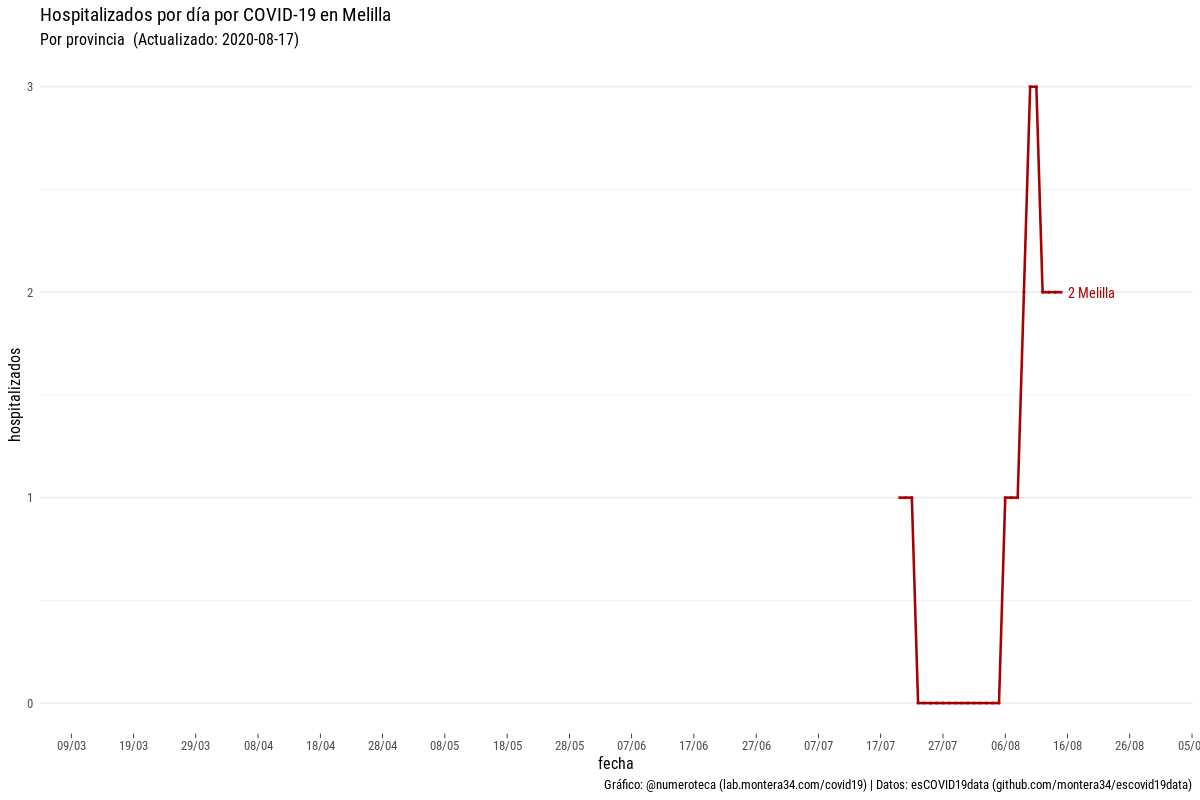 Hospitalizados por día por COVID-19 en Melilla
Por provincia (Actualizado: 2020-08-17)
3
2
1
0
hospitalizados
2 Melilla
09/03 19/03 29/03 08/04 18/04 28/04 08/05 18/05 28/05 07/06 17/06 27/06 07/07 17/07 27/07 06/08 16/08 26/08 05/0
fecha
Gráfico: @numeroteca (lab.montera34.com/covid19) | Datos: esCOVID19data (github.com/montera34/escovid19data)